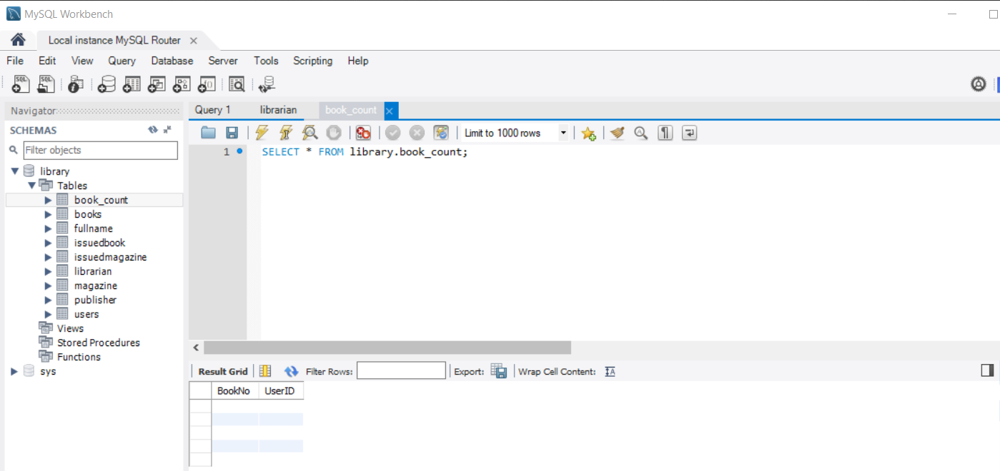 MySQL Workbench
Local instance MySQL Router
File Edit View Query Database Server Tools Scripting Help
SQL SQL
Navigator
SCHEMAS
Filter objects
library
Tables
book_count
books
fullname
issuedbook
issuedmagazine
librarian
magazine
publisher
users
Views
Stored Procedures
Functions
sys
Query 1 librarian book_count
Limit to 1000 rows
1 SELECT * FROM library.book_count;
Result Grid Filter Rows: Export: Wrap Cell Content: IA
BookNo UserID